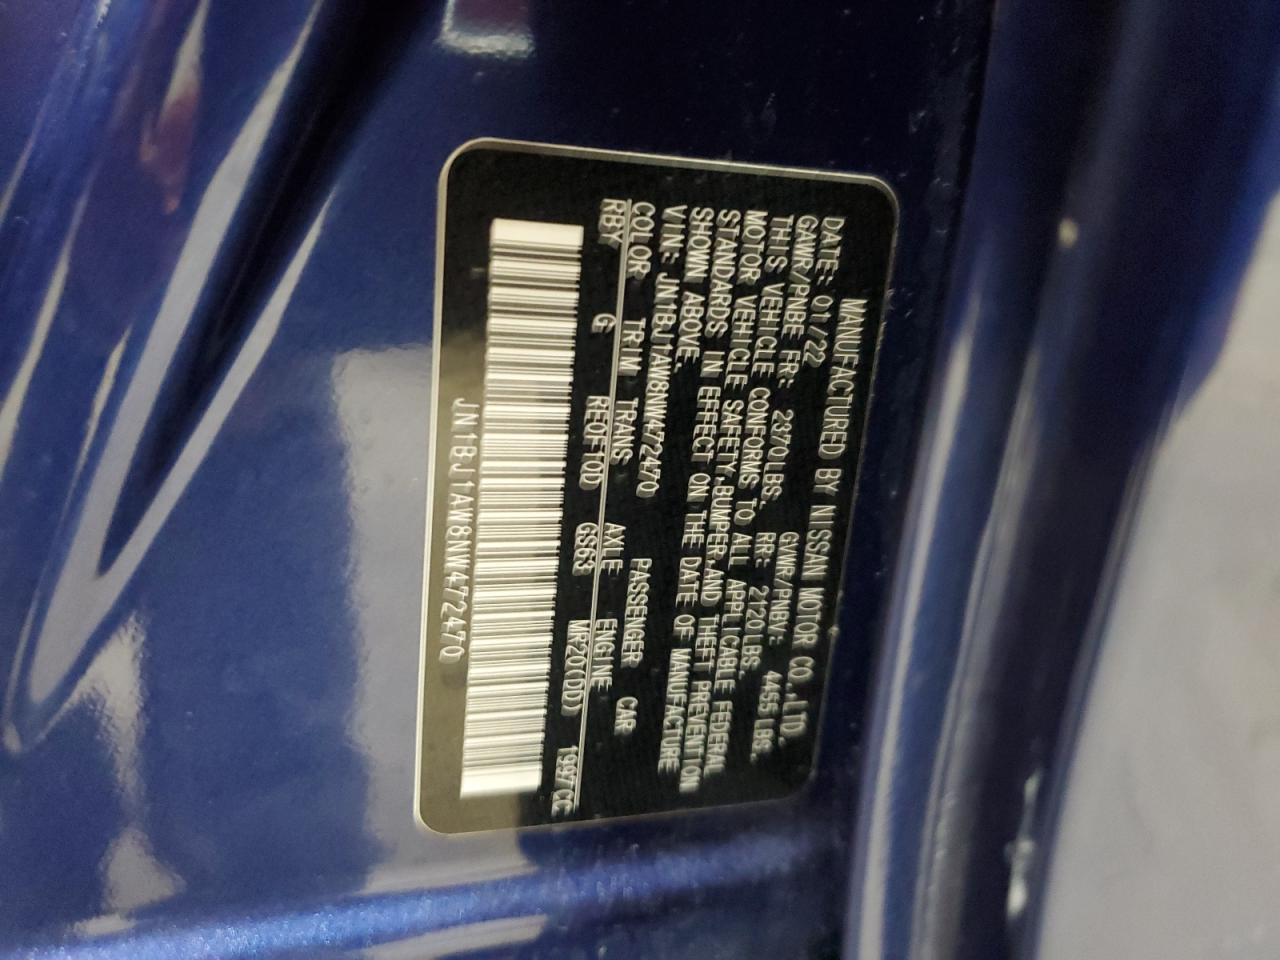 MANUFACTURED BY NISSAN MOTOR CO.,LTD.
DATE: 01/22 GVWR/PNBV: 4455 LBS.
GAWR/PNBE FR: 2370LBS. RR: 2120LBS.
THIS VEHICLE CONFORMS TO ALL APPLICABLE FEDERAL
MOTOR VEHICLE SAFETY,BUMPER,AND THEFT PREVENTION
STANDARDS IN EFFECT ON THE DATE OF MANUFACTURE
SHOWN ABOVE.
VIN: JN1BJ1AW8NW472470 PASSENGER CAR
COLOR TRIM TRANS AXLE ENGINE
RBY G RE0F10D GS63 MR20(DD) 1997CC
JN1BJ1AW8NW472470